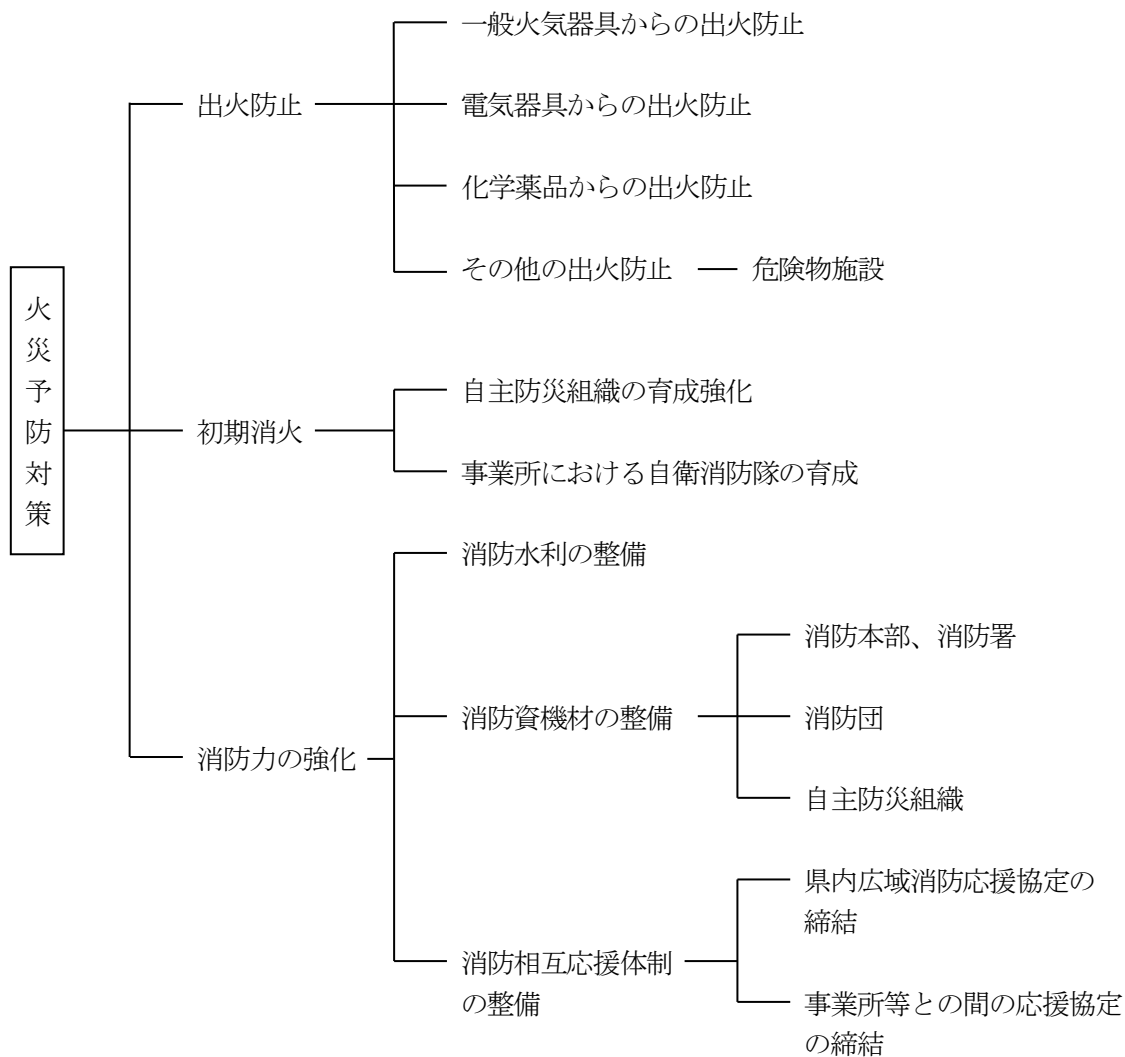 火災予防対策
出火防止
一般火気器具からの出火防止
電気器具からの出火防止
化学薬品からの出火防止
その他の出火防止
危険物施設
初期消火
自主防災組織の育成強化
事業所における自衛消防隊の育成
消防力の強化
消防水利の整備
消防資機材の整備
消防本部、消防署
消防団
自主防災組織
消防相互応援体制
の整備
県内広域消防応援協定の
締結
事業所等との間の応援協定
の締結